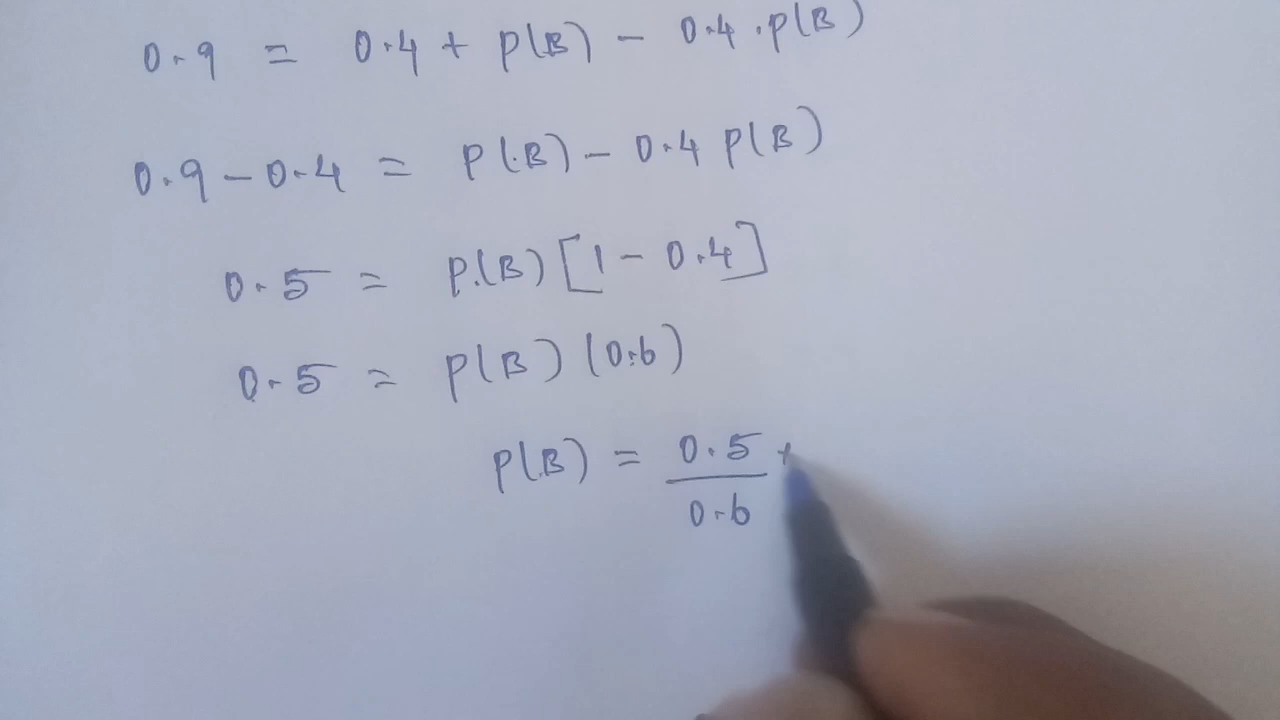 0.9 = 0.4 + P(B) - 0.4 . P(B)
0.9 - 0.4 = P(B) - 0.4 P(B)
0.5 = P(B) [1 - 0.4]
0.5 = P(B) (0.6)
P(B) = 0.5
0.6